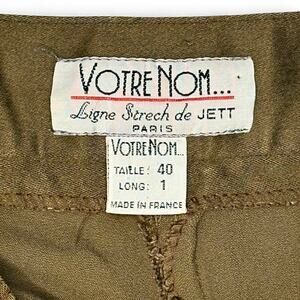 VOTRE NOM...
Ligne Strech de JETT
PARIS
VOTRE NOM...
TAILLE: 40
LONG: 1
MADE IN FRANCE